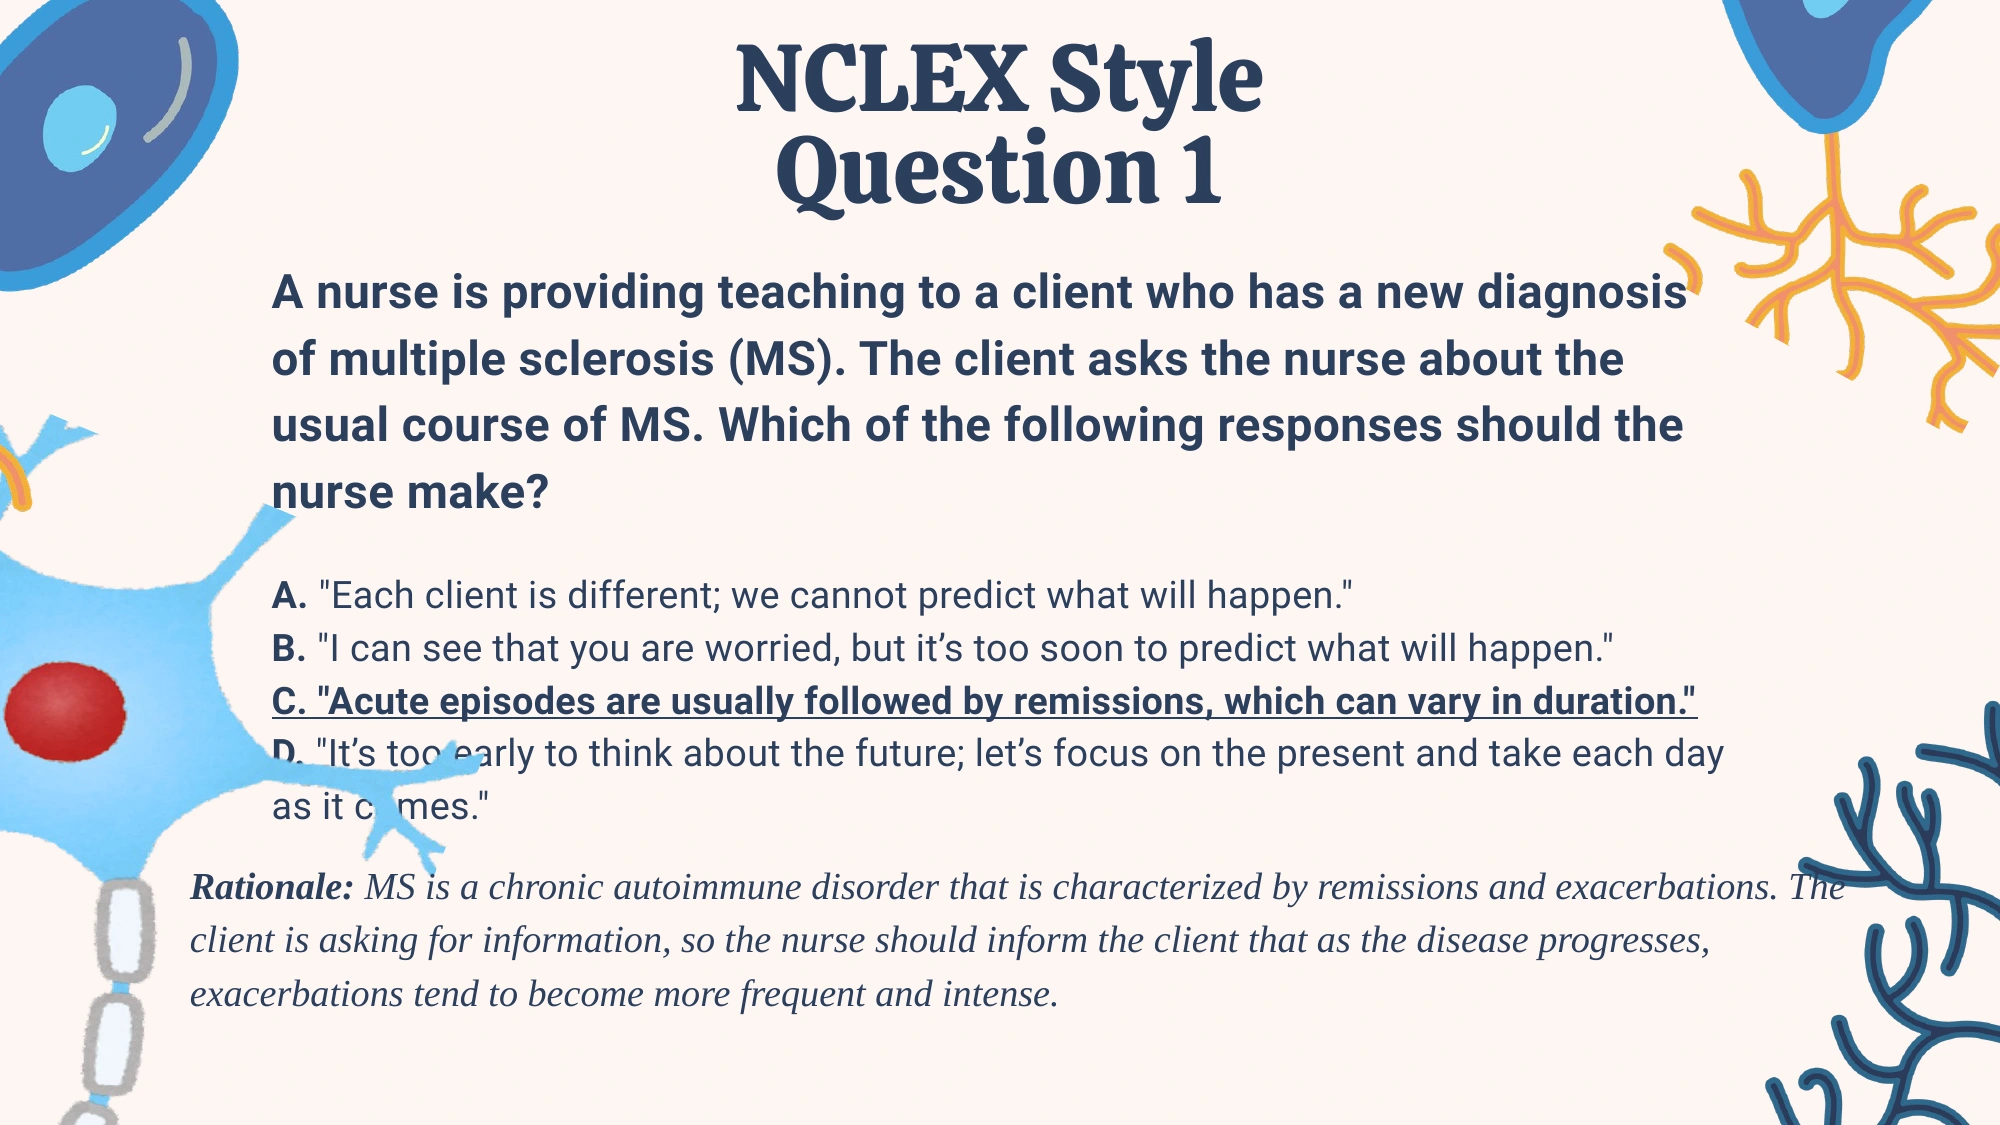 NCLEX Style
Question 1
A nurse is providing teaching to a client who has a new diagnosis
of multiple sclerosis (MS). The client asks the nurse about the
usual course of MS. Which of the following responses should the
nurse make?
A. "Each client is different; we cannot predict what will happen."
B. "I can see that you are worried, but it’s too soon to predict what will happen."
C. "Acute episodes are usually followed by remissions, which can vary in duration."
D. "It’s too early to think about the future; let’s focus on the present and take each day
as it comes."
Rationale: MS is a chronic autoimmune disorder that is characterized by remissions and exacerbations. The
client is asking for information, so the nurse should inform the client that as the disease progresses,
exacerbations tend to become more frequent and intense.